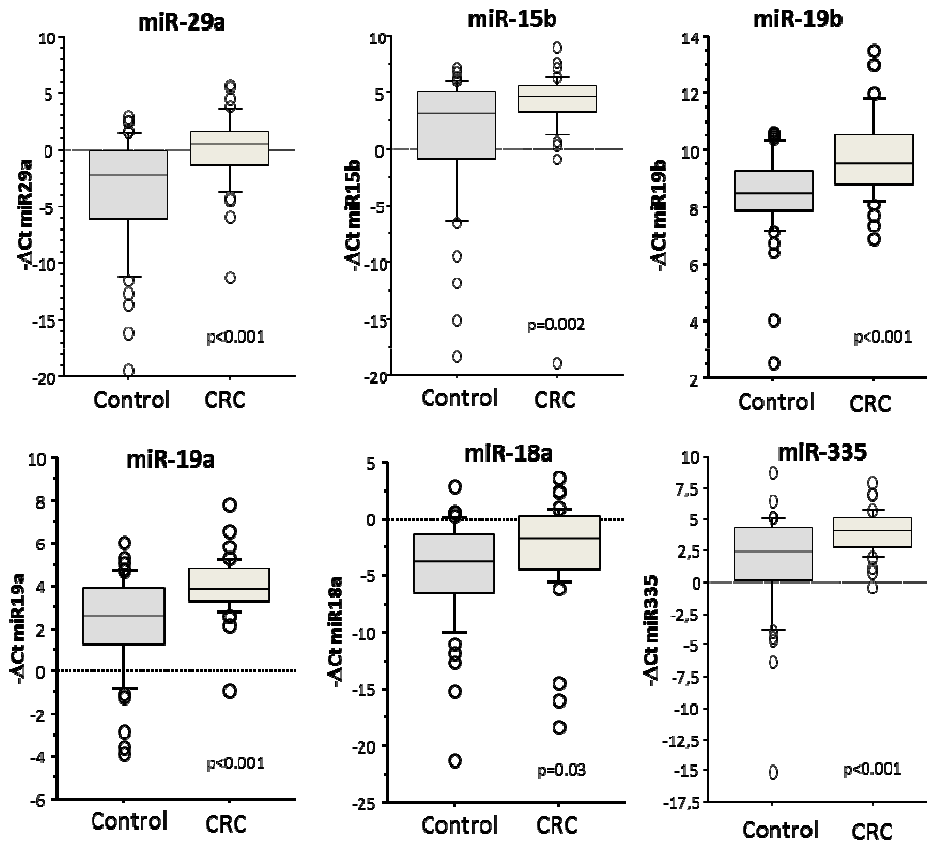 miR-29a
10
5
0
-5
-10
-15
-20
-ΔCt miR29a
p<0.001
Control CRC
miR-15b
10
5
0
-5
-10
-15
-20
-ΔCt miR15b
p=0.002
Control CRC
miR-19b
14
12
10
8
6
4
2
-ΔCt miR19b
p<0.001
Control CRC
miR-19a
10
8
6
4
2
0
-2
-4
-6
-ΔCt miR19a
p<0.001
Control CRC
miR-18a
5
0
-5
-10
-15
-20
-25
-ΔCt miR18a
p=0.03
Control CRC
miR-335
10
7,5
5
2,5
0
-2,5
-5
-7,5
-10
-12,5
-15
-17,5
-ΔCt miR335
p<0.001
Control CRC